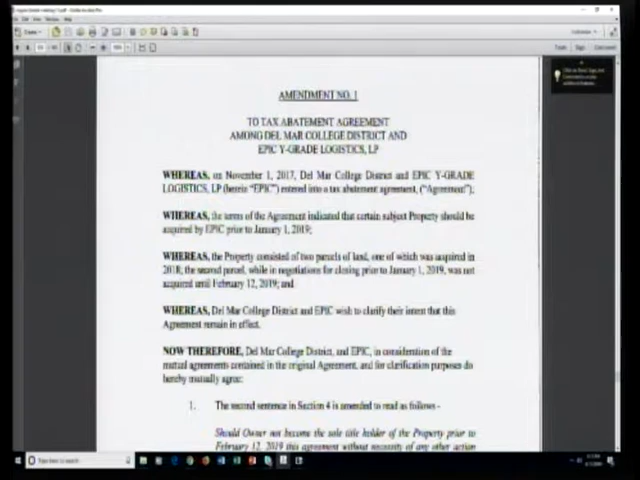 AMENDMENT NO. 1
TO TAX ABATEMENT AGREEMENT
AMONG DEL MAR COLLEGE DISTRICT AND
EPIC Y-GRADE LOGISTICS, LP
WHEREAS, on November 1, 2017, Del Mar College District and EPIC Y-GRADE
LOGISTICS, LP (herein "EPIC") entered into a tax abatement agreement, ("Agreement");
WHEREAS, the terms of the Agreement indicated that certain subject Property should be
acquired by EPIC prior to January 1, 2019;
WHEREAS, the Property consisted of two parcels of land, one of which was acquired in
2018; the second parcel, while in negotiations for closing prior to January 1, 2019, was not
acquired until February 12, 2019; and
WHEREAS, Del Mar College District and EPIC wish to clarify their intent that this
Agreement remain in effect.
NOW THEREFORE, Del Mar College District, and EPIC, in consideration of the
mutual agreements contained in the original Agreement, and for clarification purposes do
hereby mutually agree:
1. The second sentence in Section 4 is amended to read as follows -
Should Owner not become the sole title holder of the Property prior to
February 12, 2019 this agreement without necessity of any other action